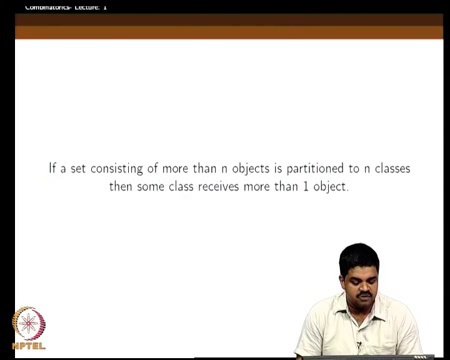 Combinatorics- Lecture: 1
If a set consisting of more than n objects is partitioned to n classes
then some class receives more than 1 object.
NPTEL